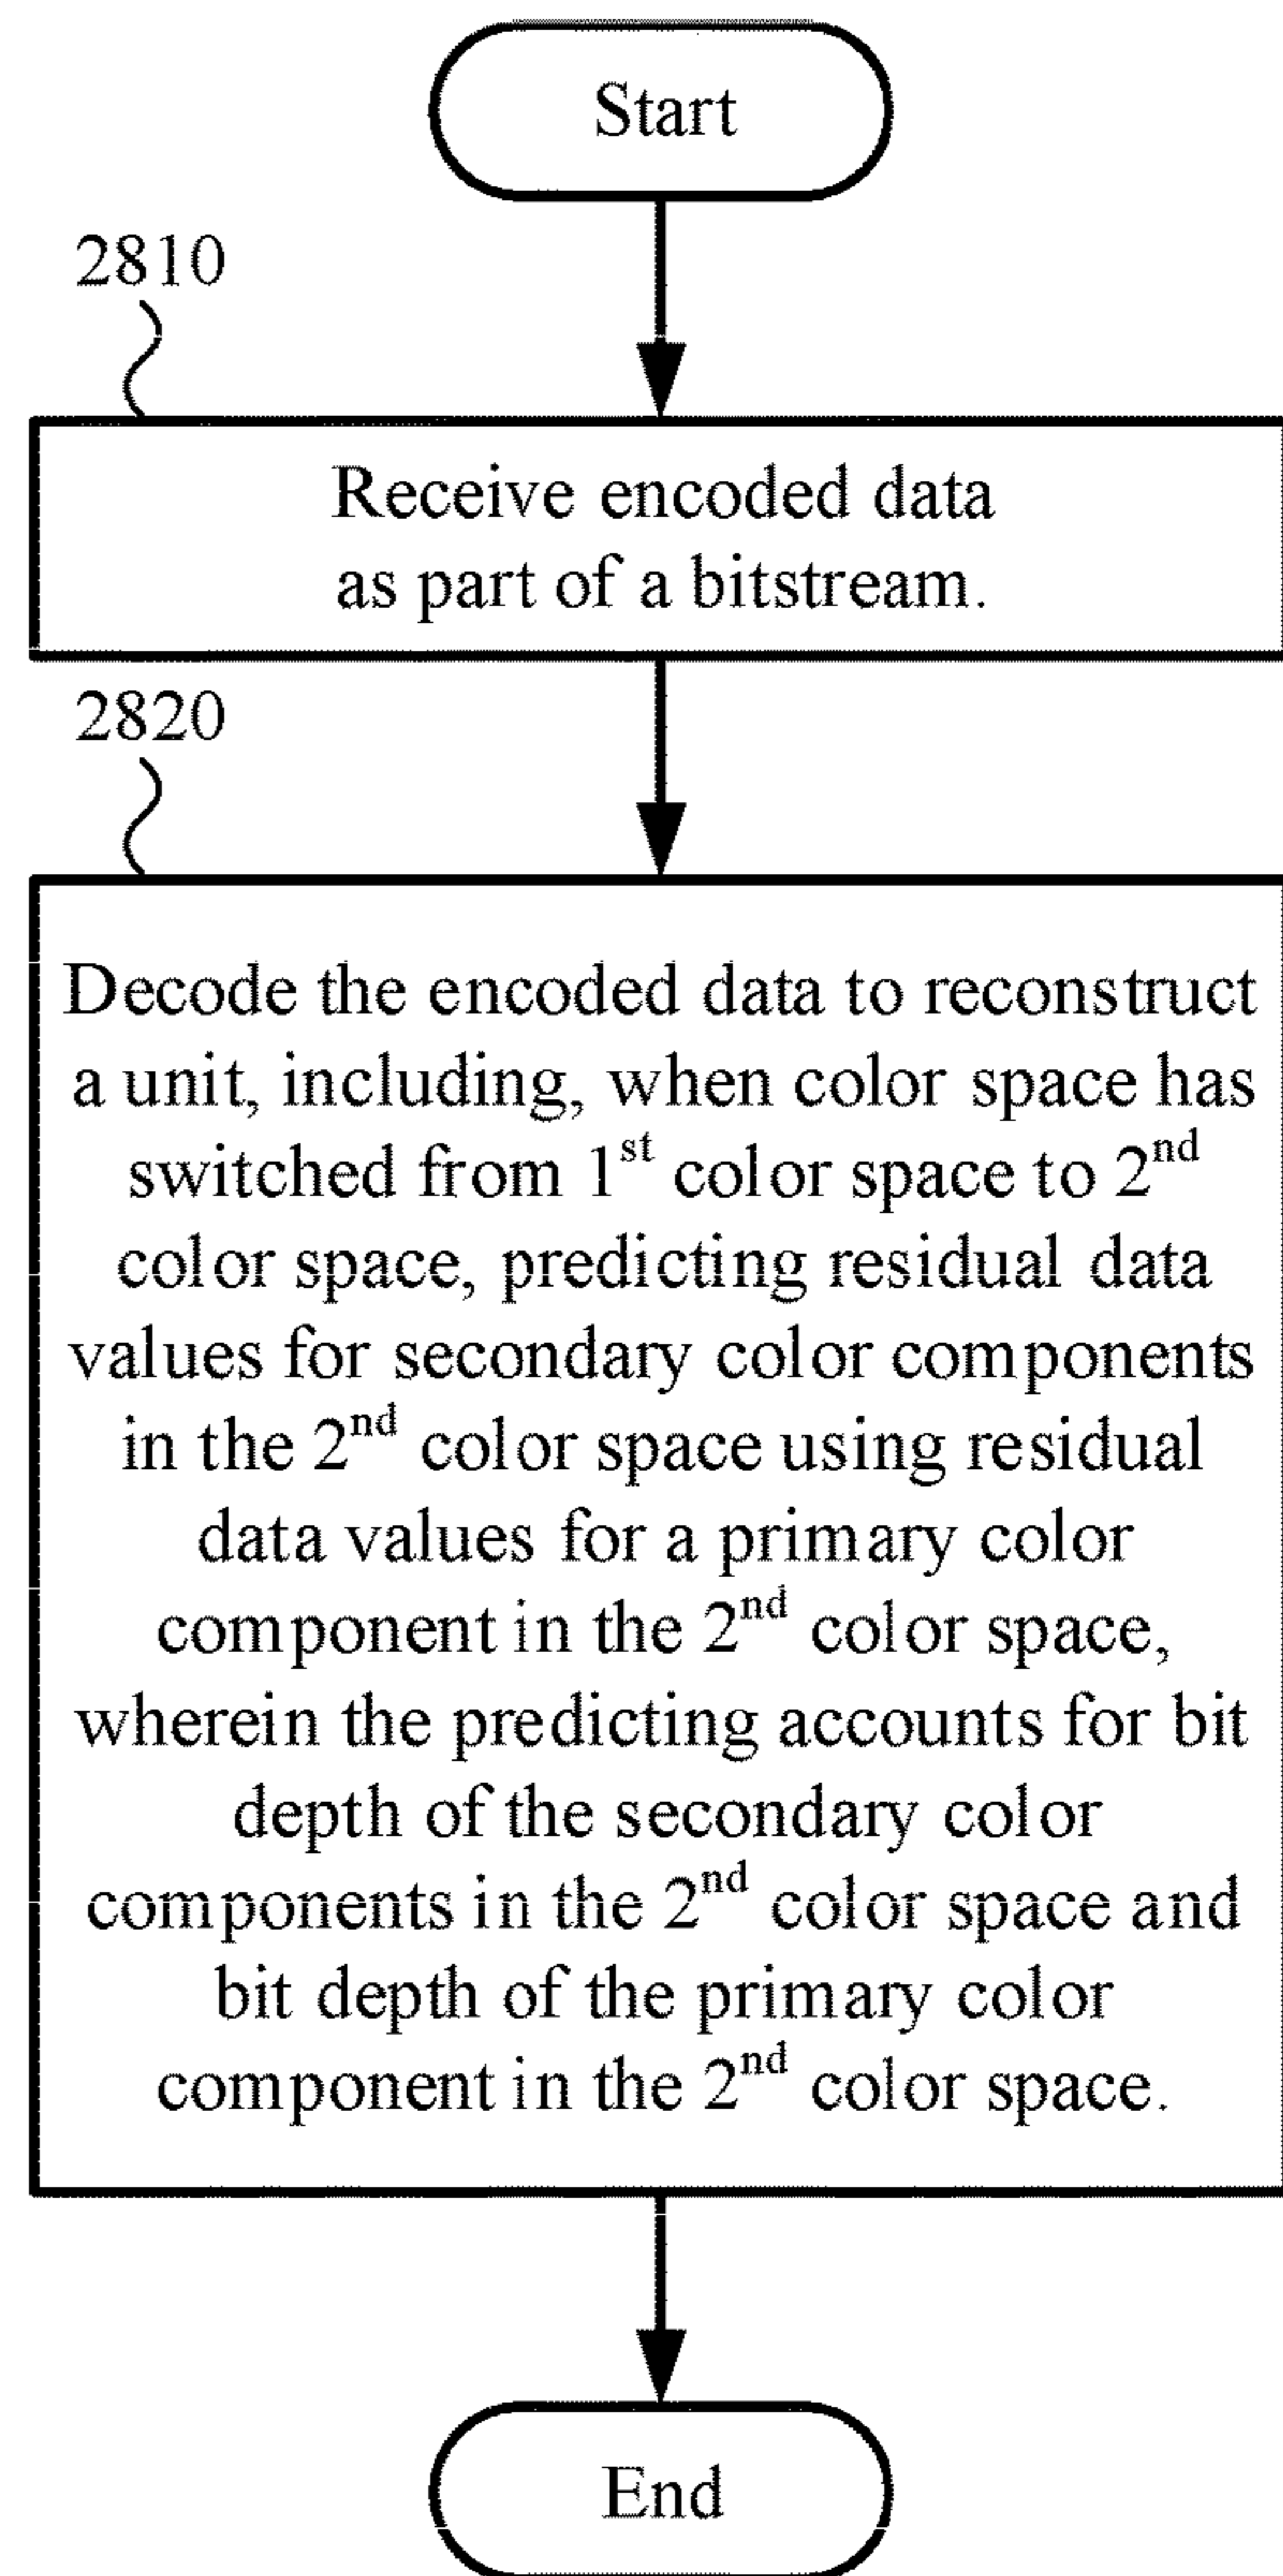 Start
2810
Receive encoded data
as part of a bitstream.
2820
Decode the encoded data to reconstruct
a unit, including, when color space has
switched from 1st color space to 2nd
color space, predicting residual data
values for secondary color components
in the 2nd color space using residual
data values for a primary color
component in the 2nd color space,
wherein the predicting accounts for bit
depth of the secondary color
components in the 2nd color space and
bit depth of the primary color
component in the 2nd color space.
End